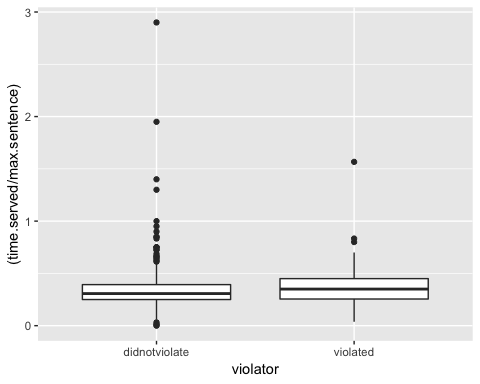 3
2
1
0
(time.served/max.sentence)
didnotviolate
violated
violator